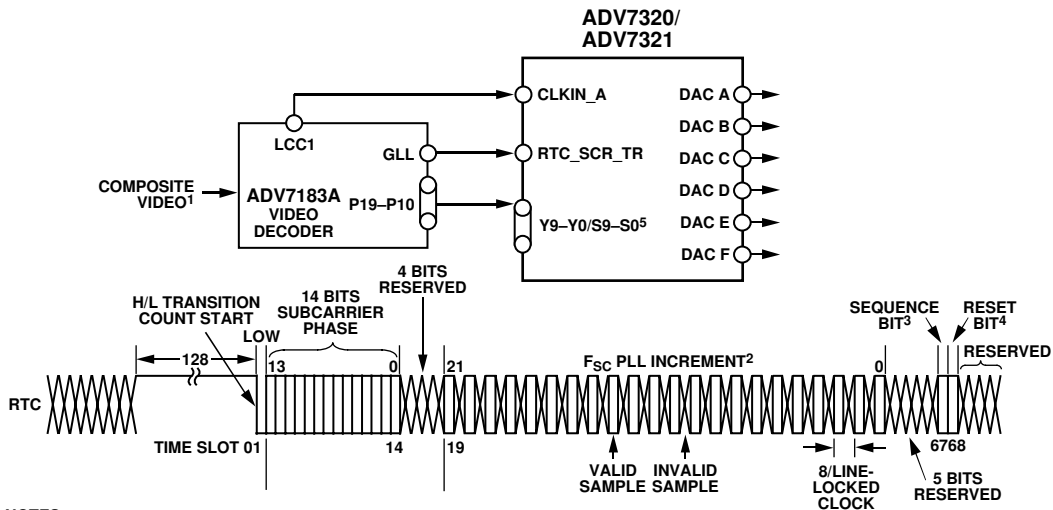 ADV7320/
ADV7321
CLKIN_A
DAC A
LCC1
DAC B
GLL
RTC_SCR_TR
DAC C
COMPOSITE
VIDEO1
ADV7183A
VIDEO
DECODER
P19–P10
DAC D
Y9–Y0/S9–S05
DAC E
DAC F
4 BITS
RESERVED
H/L TRANSITION
COUNT START
14 BITS
SUBCARRIER
PHASE
SEQUENCE
BIT3
RESET
BIT4
LOW
128
13
0
21
FSC PLL INCREMENT2
0
RESERVED
RTC
TIME SLOT 01
14
19
6768
VALID
SAMPLE
INVALID
SAMPLE
8/LINE-
LOCKED
CLOCK
5 BITS
RESERVED